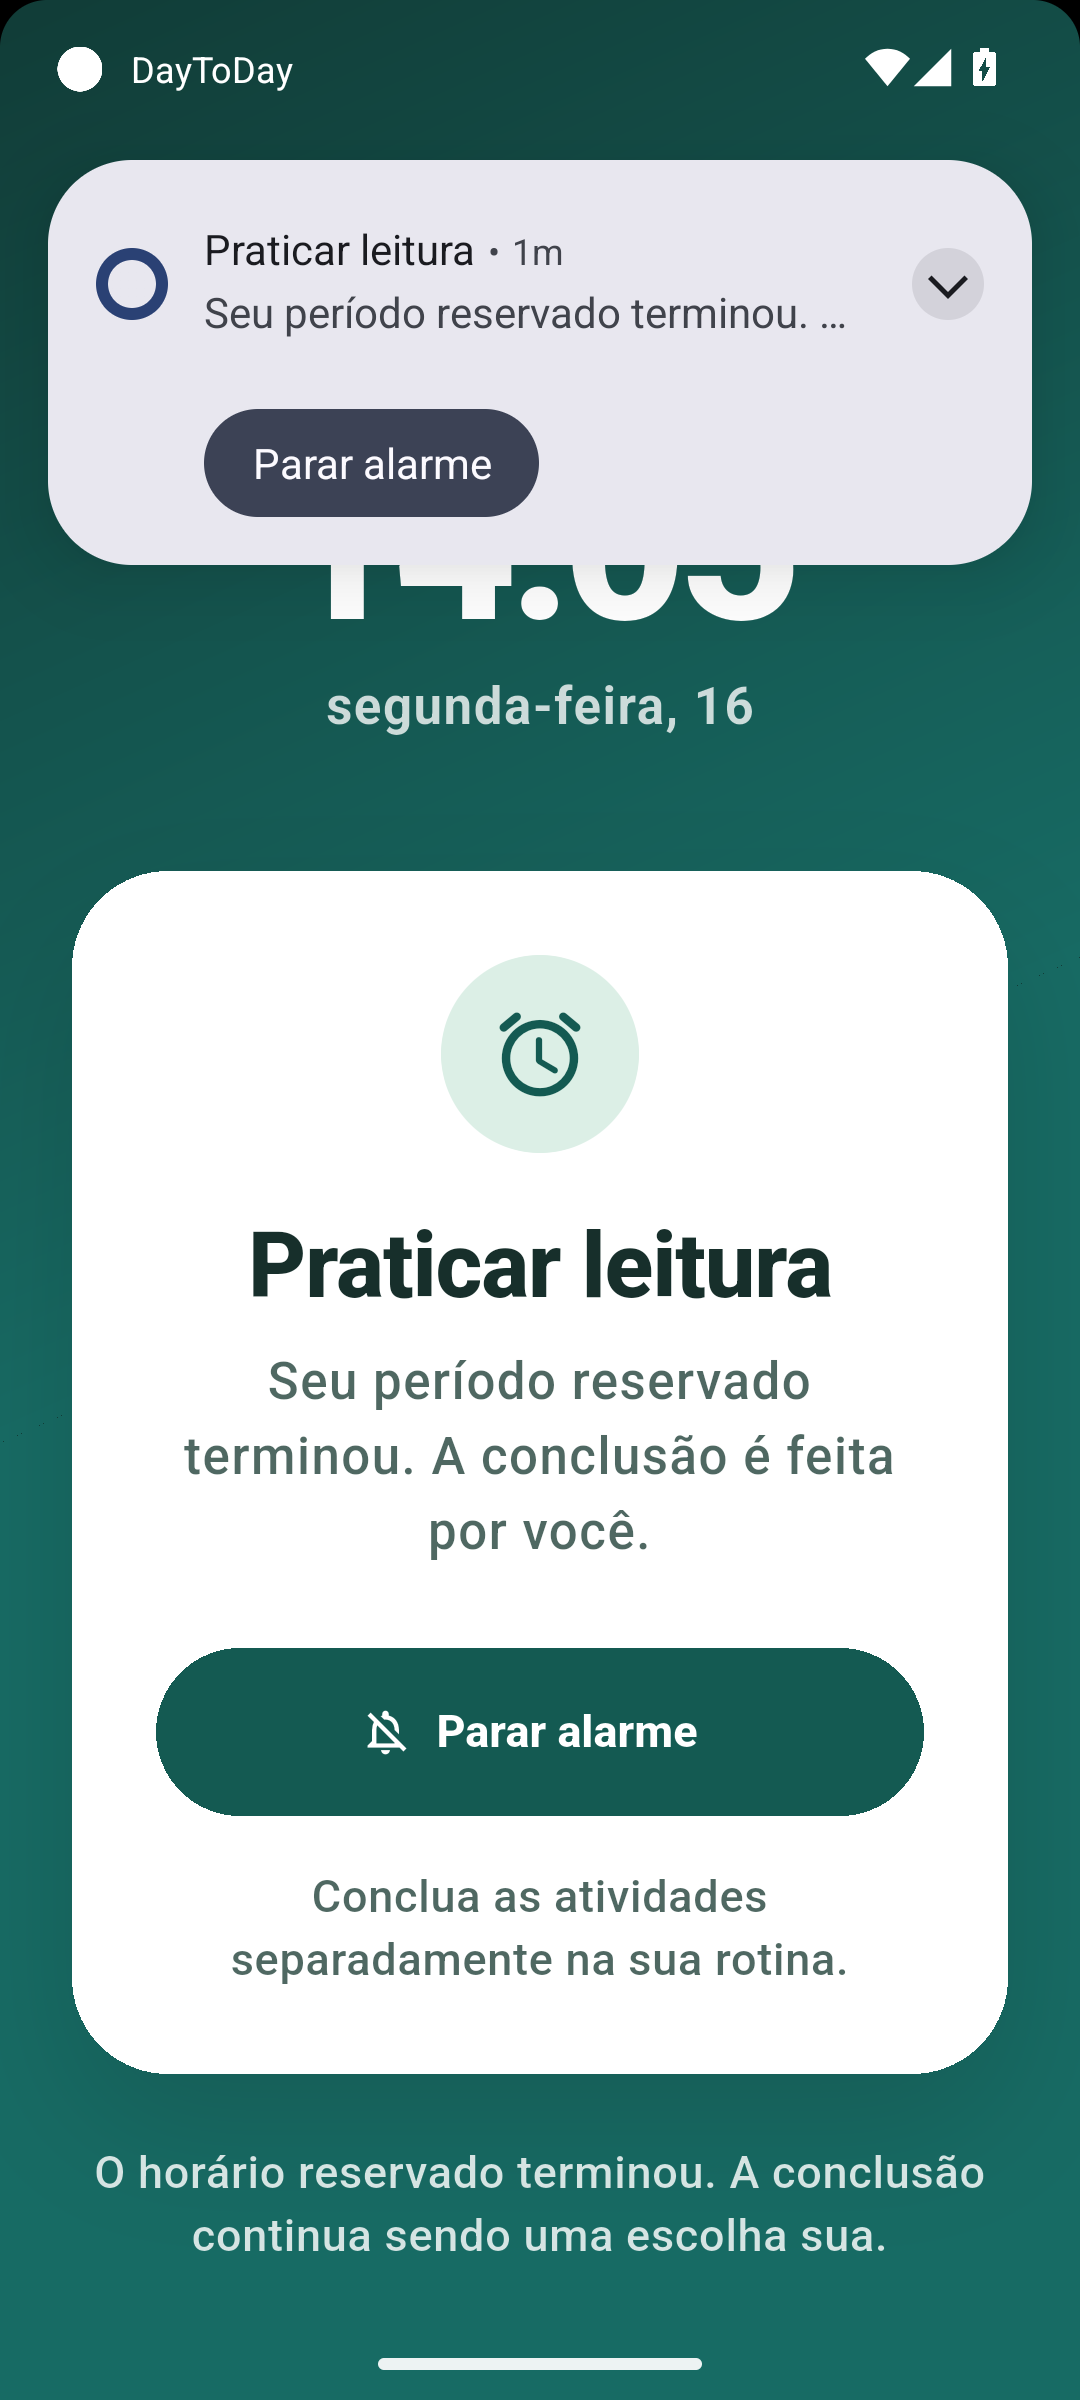 DayToDay
Praticar leitura • 1m
Seu período reservado terminou. …
Parar alarme
segunda-feira, 16
Praticar leitura
Seu período reservado
terminou. A conclusão é feita
por você.
Parar alarme
Conclua as atividades
separadamente na sua rotina.
O horário reservado terminou. A conclusão
continua sendo uma escolha sua.